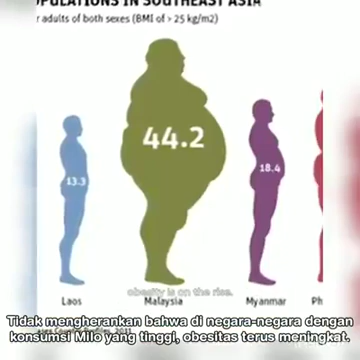 OPULATIONS IN SOUTHEAST ASIA
r adults of both sexes (BMI of > 25 kg/m2)
44.2
13.3
18.4
obesity is on the rise.
Laos Malaysia Myanmar Ph
Tidak mengherankan bahwa di negara-negara dengan
konsumsi Milo yang tinggi, obesitas terus meningkat.